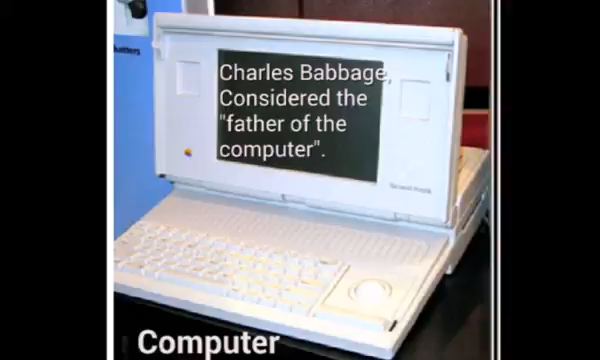 Charles Babbage,
Considered the
"father of the
computer".
Computer